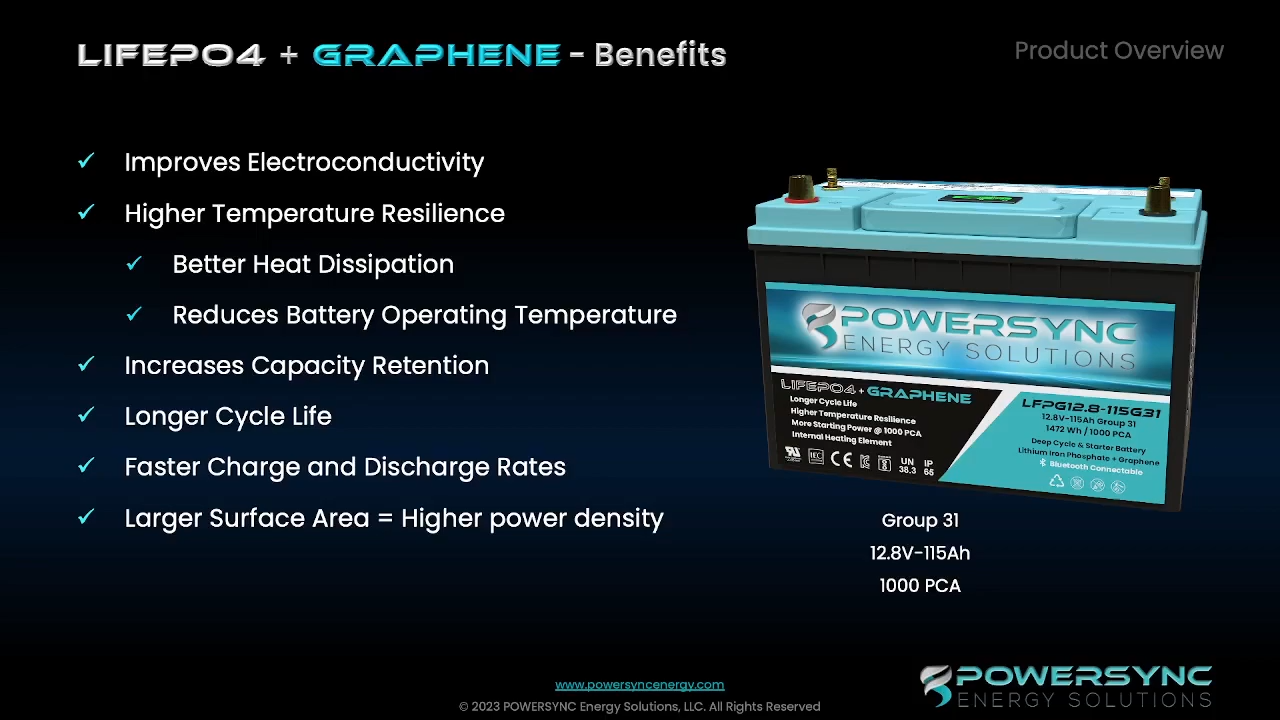 LIFEPO4 + GRAPHENE - Benefits
Product Overview
✓ Improves Electroconductivity
✓ Higher Temperature Resilience
✓ Better Heat Dissipation
✓ Reduces Battery Operating Temperature
✓ Increases Capacity Retention
✓ Longer Cycle Life
✓ Faster Charge and Discharge Rates
✓ Larger Surface Area = Higher power density
POWERSYNC
ENERGY SOLUTIONS
LIFEPO4 + GRAPHENE
Longer Cycle Life
Higher Temperature Resilience
More Starting Power @ 1000 PCA
Internal Heating Element
IEC
CE
UN
38.3
IP
65
LFPG12.8-115G31
12.8V-115Ah Group 31
1472 Wh / 1000 PCA
Deep Cycle & Starter Battery
Lithium Iron Phosphate + Graphene
Bluetooth Connectable
Group 31
12.8V-115Ah
1000 PCA
www.powersyncenergy.com
© 2023 POWERSYNC Energy Solutions, LLC. All Rights Reserved
POWERSYNC
ENERGY SOLUTIONS